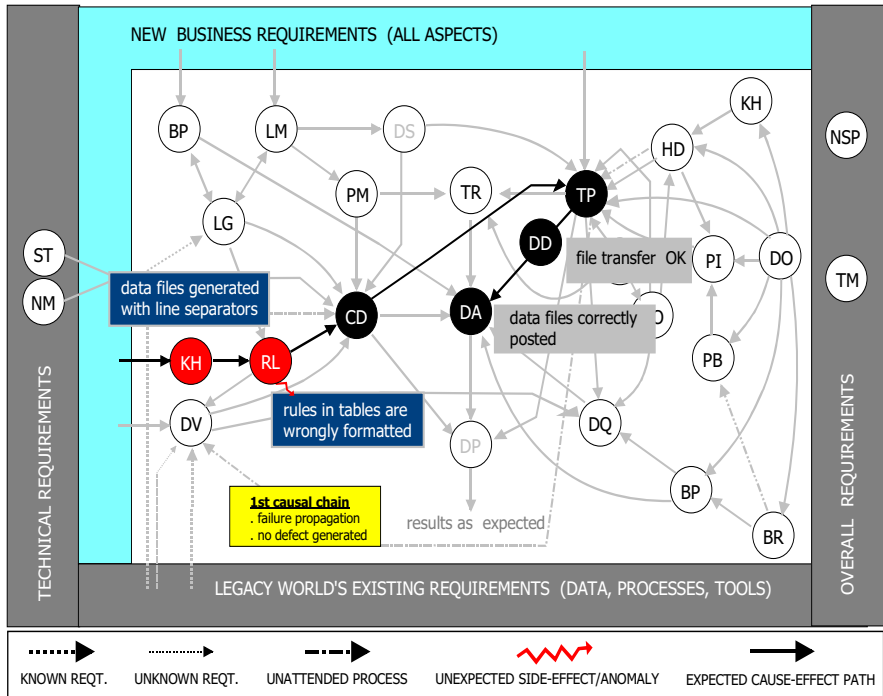 NEW BUSINESS REQUIREMENTS (ALL ASPECTS)
TECHNICAL REQUIREMENTS
OVERALL REQUIREMENTS
KH
BP
LM
DS
NSP
HD
PM
TR
TP
LG
ST
DD
file transfer OK
PI
DO
NM
TM
data files generated
with line separators
CD
DA
O
data files correctly
posted
KH
RL
PB
rules in tables are
wrongly formatted
DV
DQ
DP
BP
1st causal chain
. failure propagation
. no defect generated
results as expected
BR
LEGACY WORLD'S EXISTING REQUIREMENTS (DATA, PROCESSES, TOOLS)
KNOWN REQT.
UNKNOWN REQT.
UNATTENDED PROCESS
UNEXPECTED SIDE-EFFECT/ANOMALY
EXPECTED CAUSE-EFFECT PATH